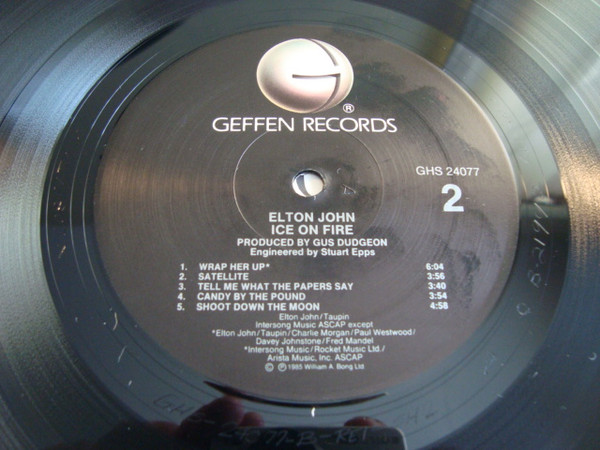 ®
GEFFEN RECORDS
GHS 24077
2
ELTON JOHN
ICE ON FIRE
PRODUCED BY GUS DUDGEON
Engineered by Stuart Epps
1. WRAP HER UP* 6:04
2. SATELLITE 3:56
3. TELL ME WHAT THE PAPERS SAY 3:40
4. CANDY BY THE POUND 3:54
5. SHOOT DOWN THE MOON 4:58
Elton John/Taupin
Intersong Music ASCAP except
*Elton John/Taupin/Charlie Morgan/Paul Westwood/
Davey Johnstone/Fred Mandel
*Intersong Music/Rocket Music Ltd./
Arista Music, Inc. ASCAP
© ℗1985 William A. Bong Ltd